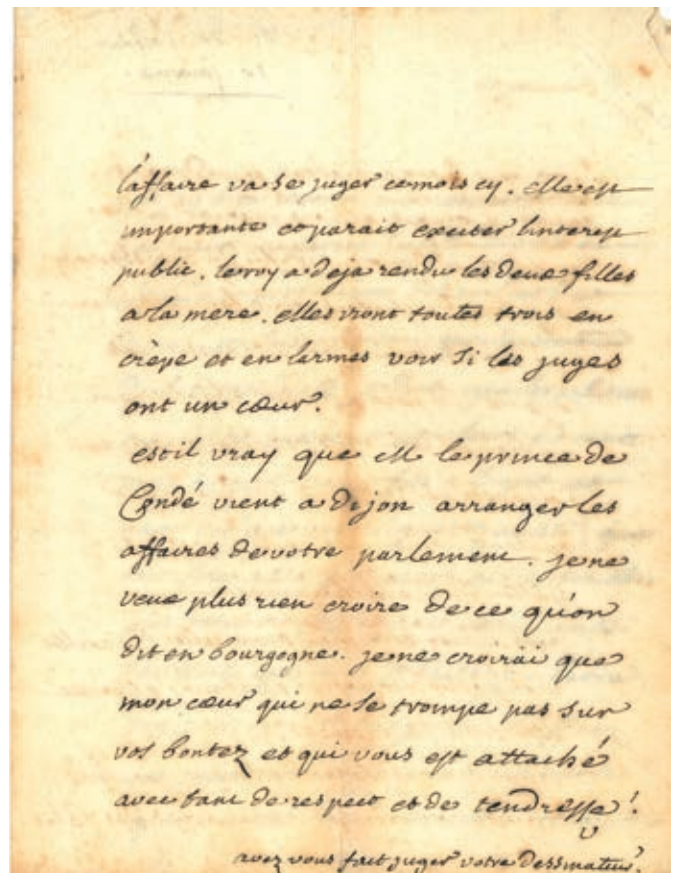 l'affaire va se juger ce mois cy. elle est
importante et parait exciter linterest
public. le roy a deja rendu les deux filles
a la mere. elles iront toutes trois en
crèpe et en larmes voir si les juges
ont un cœur.
est il vray que M le prince de
Condé vient a Dijon arranger les
affaires de votre parlement. je ne
veux plus rien croire de ce qu'on
dit en bourgogne. je ne croirai que
mon cœur qui ne se trompe pas sur
vos bontez et qui vous est attaché
avec tant de respect et de tendresse!
V
avez vous fait juger votre